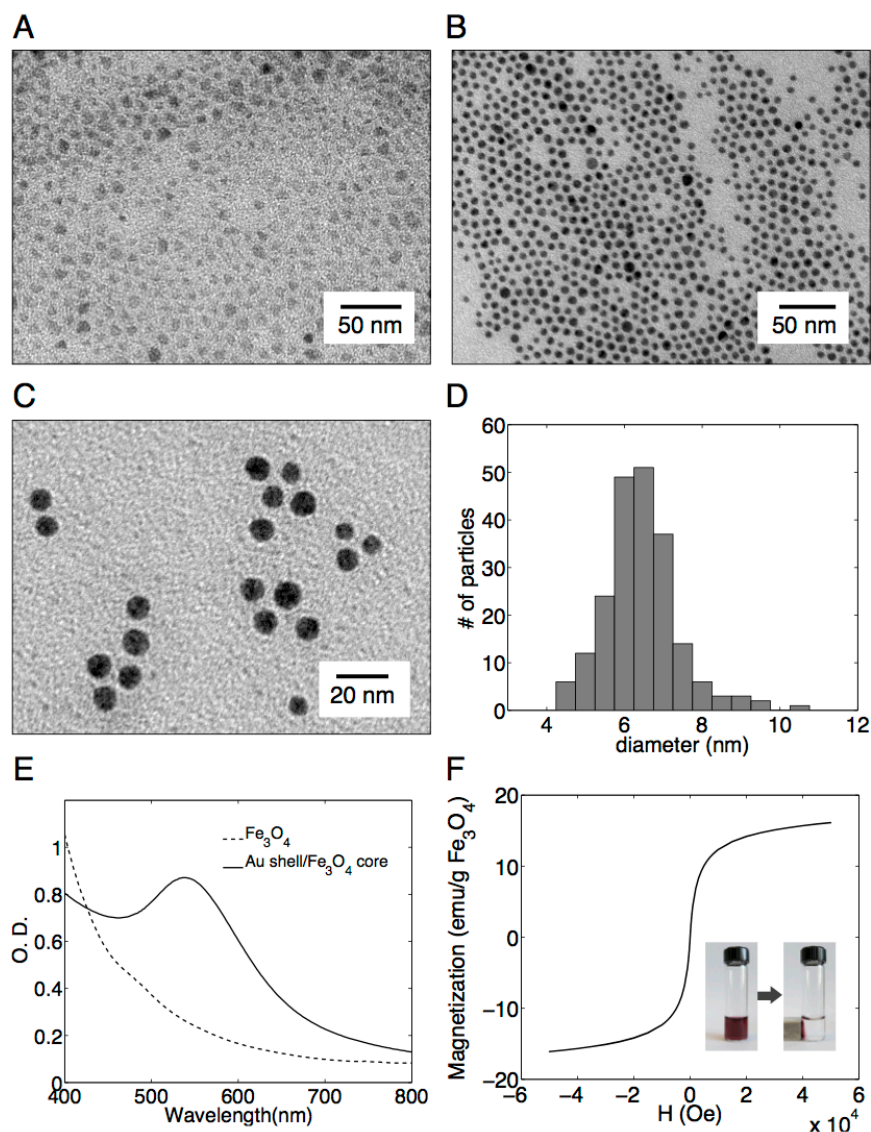 A
B
50 nm
50 nm
C
D
20 nm
60
50
40
30
20
10
0
# of particles
4
6
8
10
12
diameter (nm)
E
F
1
0.8
0.6
0.4
0.2
0
O. D.
Fe₃O₄
Au shell/Fe₃O₄ core
400
500
600
700
800
Wavelength(nm)
20
10
0
−10
−20
Magnetization (emu/g Fe₃O₄)
−6
−4
−2
0
2
4
6
H (Oe)
x 10⁴